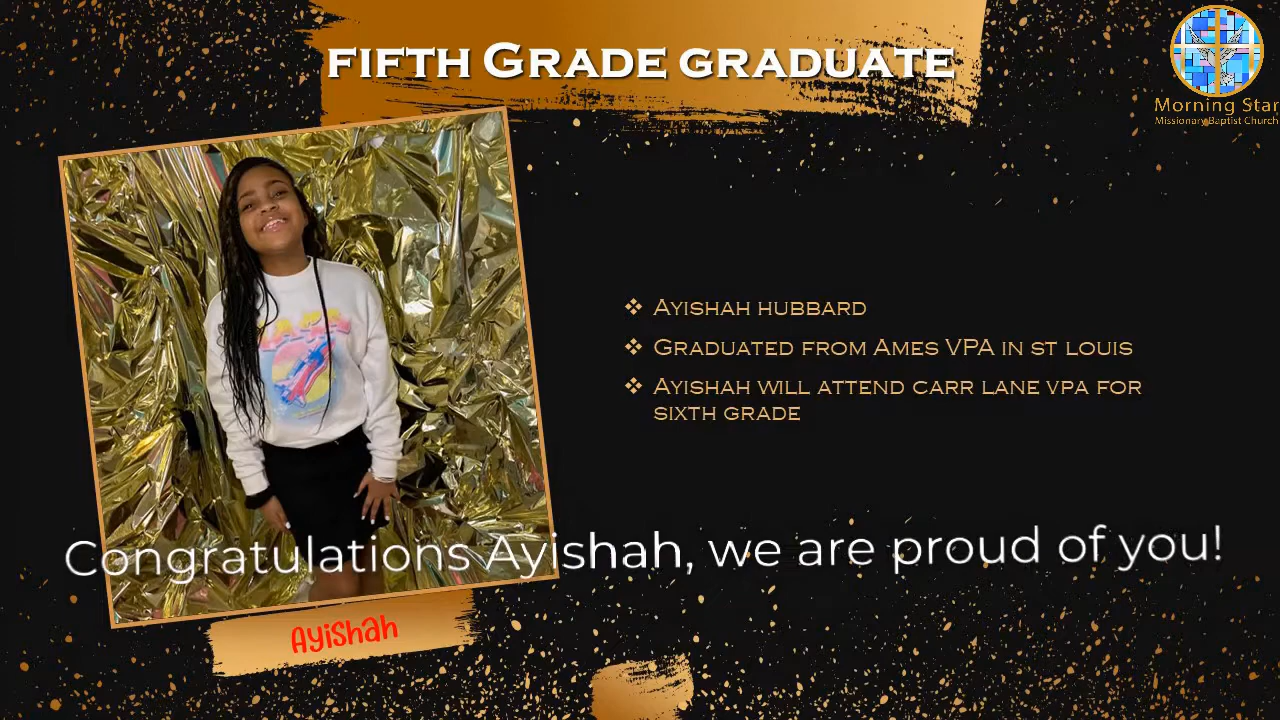 FIFTH GRADE GRADUATE
Morning Star
Missionary Baptist Church
❖ AYISHAH HUBBARD
❖ GRADUATED FROM AMES VPA IN ST LOUIS
❖ AYISHAH WILL ATTEND CARR LANE VPA FOR
SIXTH GRADE
Congratulations Ayishah, we are proud of you!
Ayishah